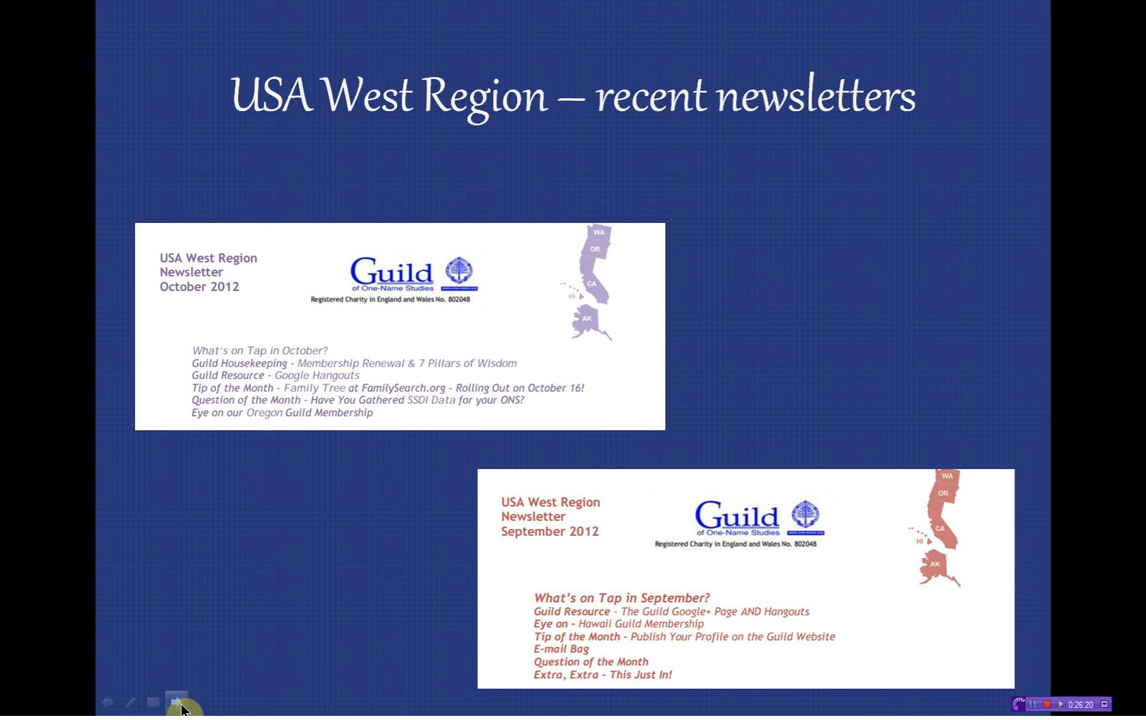 USA West Region – recent newsletters
USA West Region
Newsletter
October 2012
Guild
of One-Name Studies
Registered Charity in England and Wales No. 802048
WA
OR
CA
HI
AK
What's on Tap in October?
Guild Housekeeping - Membership Renewal & 7 Pillars of Wisdom
Guild Resource - Google Hangouts
Tip of the Month - Family Tree at FamilySearch.org - Rolling Out on October 16!
Question of the Month - Have You Gathered SSDI Data for your ONS?
Eye on our Oregon Guild Membership
USA West Region
Newsletter
September 2012
Guild
of One-Name Studies
Registered Charity in England and Wales No. 802048
WA
OR
CA
HI
AK
What's on Tap in September?
Guild Resource - The Guild Google+ Page AND Hangouts
Eye on - Hawaii Guild Membership
Tip of the Month - Publish Your Profile on the Guild Website
E-mail Bag
Question of the Month
Extra, Extra - This Just In!
0:26:20